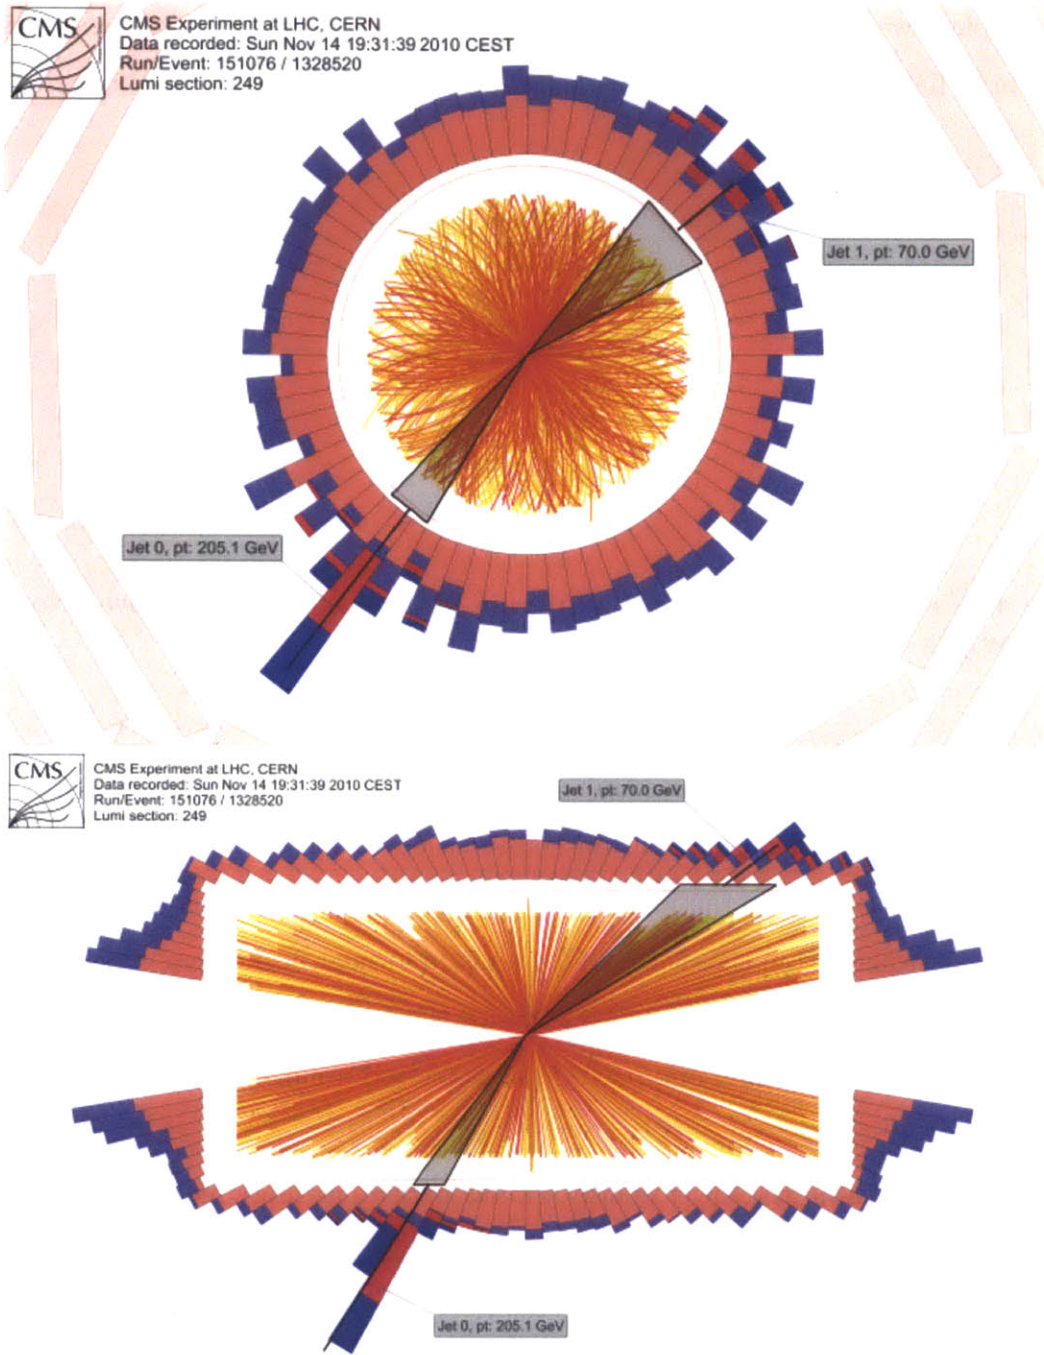 CMS
CMS Experiment at LHC, CERN
Data recorded: Sun Nov 14 19:31:39 2010 CEST
Run/Event: 151076 / 1328520
Lumi section: 249
Jet 1, pt: 70.0 GeV
Jet 0, pt: 205.1 GeV
CMS
CMS Experiment at LHC, CERN
Data recorded: Sun Nov 14 19:31:39 2010 CEST
Run/Event: 151076 / 1328520
Lumi section: 249
Jet 1, pt: 70.0 GeV
Jet 0, pt: 205.1 GeV